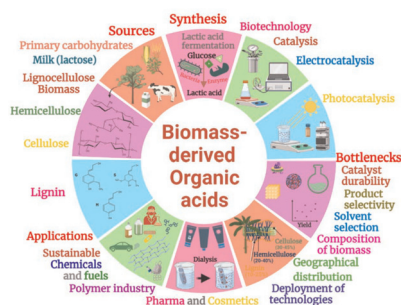 Synthesis
Sources
Biotechnology
Catalysis
Electrocatalysis
Photocatalysis
Primary carbohydrates
Milk (lactose)
Lignocellulose
Biomass
Hemicellulose
Cellulose
Lignin
Lactic acid
fermentation
Glucose
Lactic acid
Biomass-
derived
Organic
acids
Bottlenecks
Catalyst
durability
Product
selectivity
Solvent
selection
Composition
of biomass
Geographical
distribution
Deployment of
technologies
Yield
Hemicellulose
Dialysis
Applications
Sustainable
Chemicals
and fuels
Polymer industry
Pharma and Cosmetics